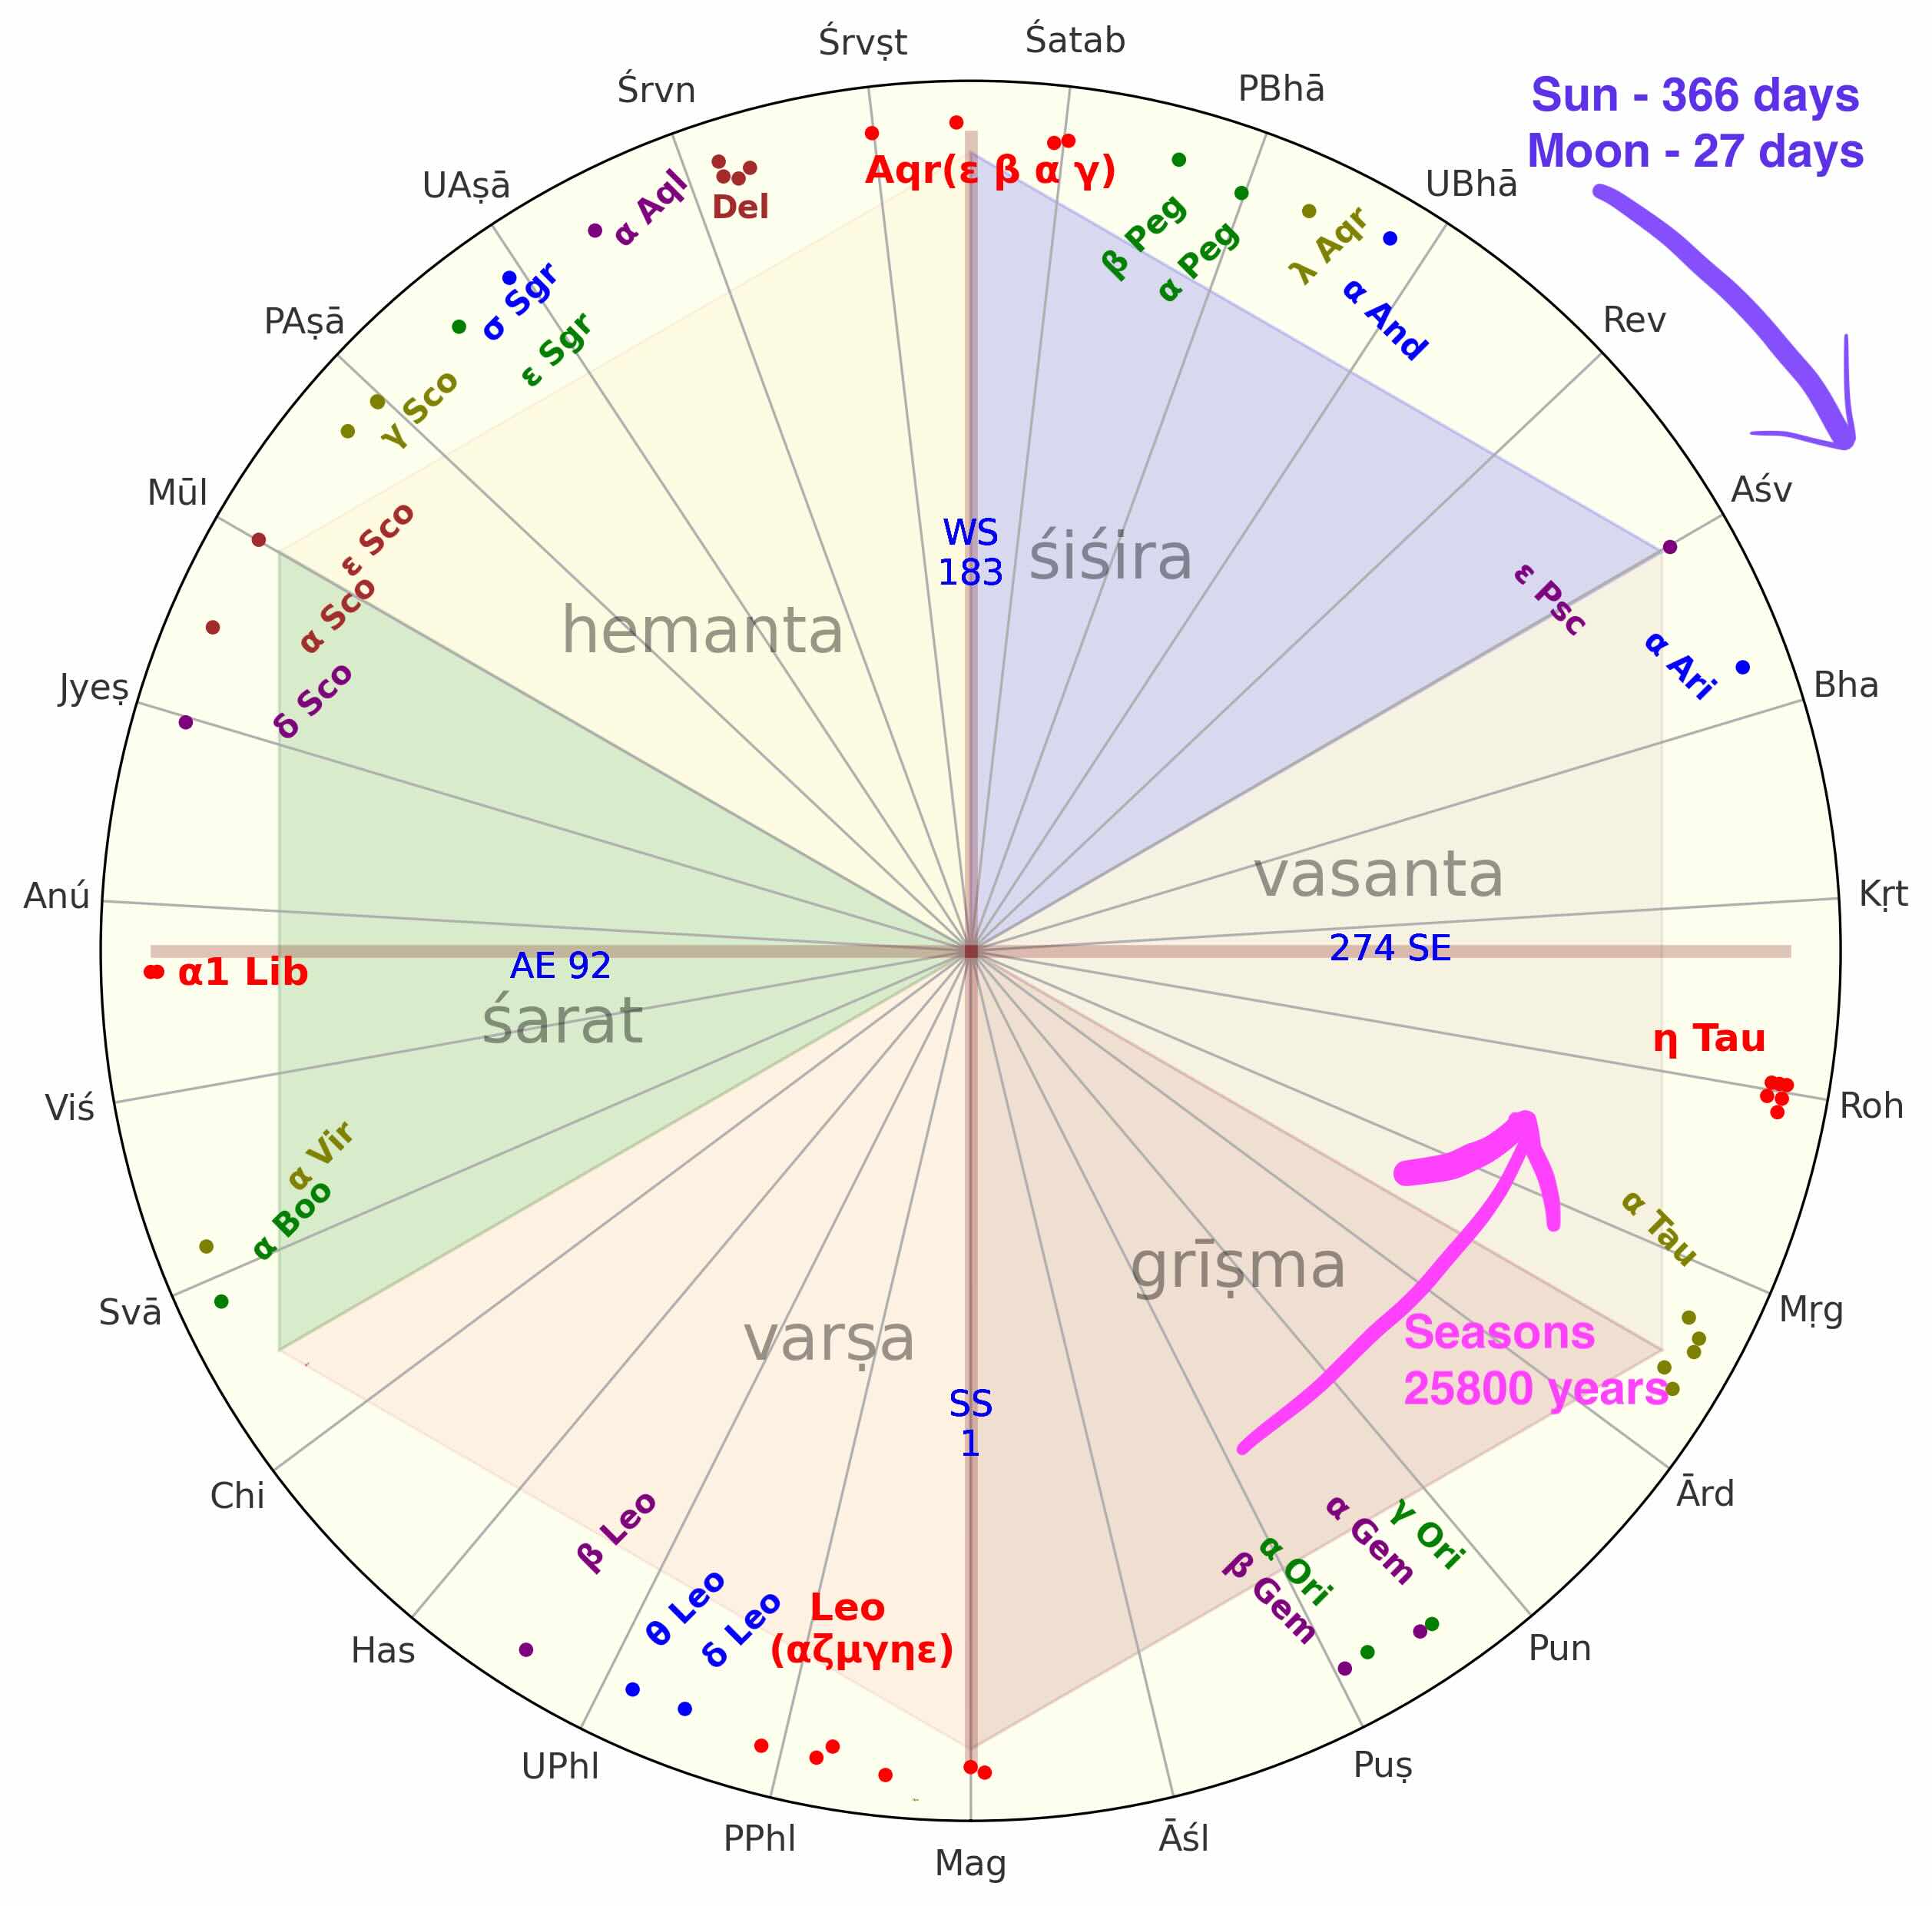 Śrvṣt
Śatab
Śrvn
PBhā
Sun - 366 days
Moon - 27 days
UAṣā
UBhā
α Aql
Del
Aqr(ε β α γ)
β Peg
α Peg
λ Aqr
α And
PAṣā
σ Sgr
ε Sgr
Rev
γ Sco
Mūl
Aśv
ε Sco
α Sco
WS
183
śiśira
ε Psc
hemanta
Jyeṣ
δ Sco
α Ari
Bha
vasanta
Anú
Kṛt
α1 Lib
AE 92
274 SE
śarat
η Tau
Viś
Roh
α Vir
α Boo
α Tau
Svā
grīṣma
Mṛg
varṣa
Seasons
25800 years
SS
1
Chi
Ārd
β Leo
α Gem
γ Ori
α Ori
β Gem
θ Leo
δ Leo
Leo
(αζμγηε)
Has
Pun
UPhl
Puṣ
PPhl
Āśl
Mag